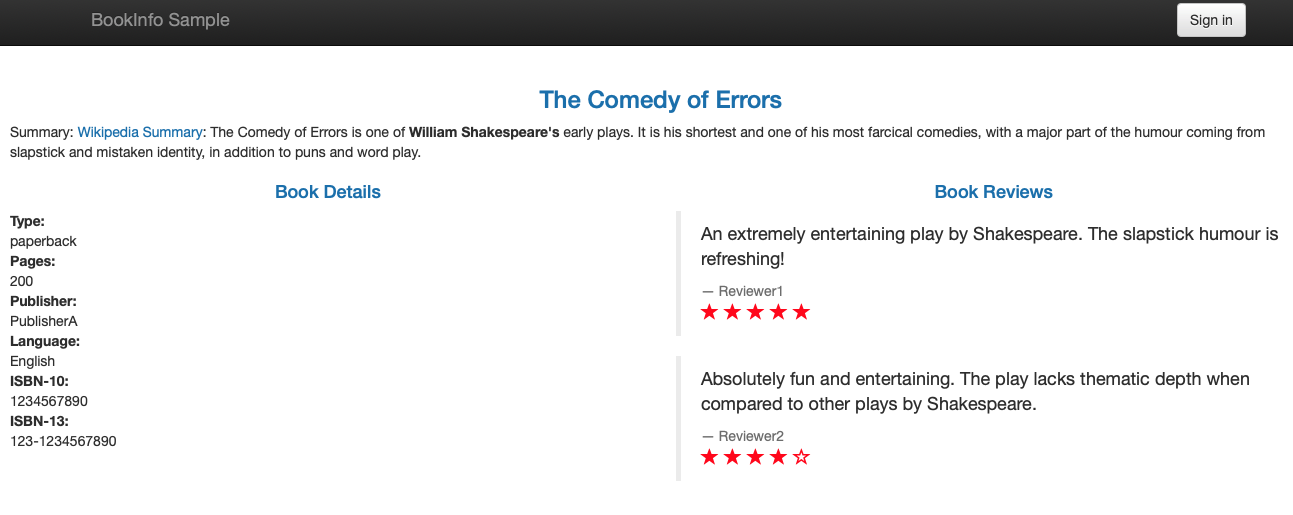 BookInfo Sample
Sign in
The Comedy of Errors
Summary: Wikipedia Summary: The Comedy of Errors is one of William Shakespeare's early plays. It is his shortest and one of his most farcical comedies, with a major part of the humour coming from
slapstick and mistaken identity, in addition to puns and word play.
Book Details
Type:
paperback
Pages:
200
Publisher:
PublisherA
Language:
English
ISBN-10:
1234567890
ISBN-13:
123-1234567890
Book Reviews
An extremely entertaining play by Shakespeare. The slapstick humour is
refreshing!
— Reviewer1
Absolutely fun and entertaining. The play lacks thematic depth when
compared to other plays by Shakespeare.
— Reviewer2